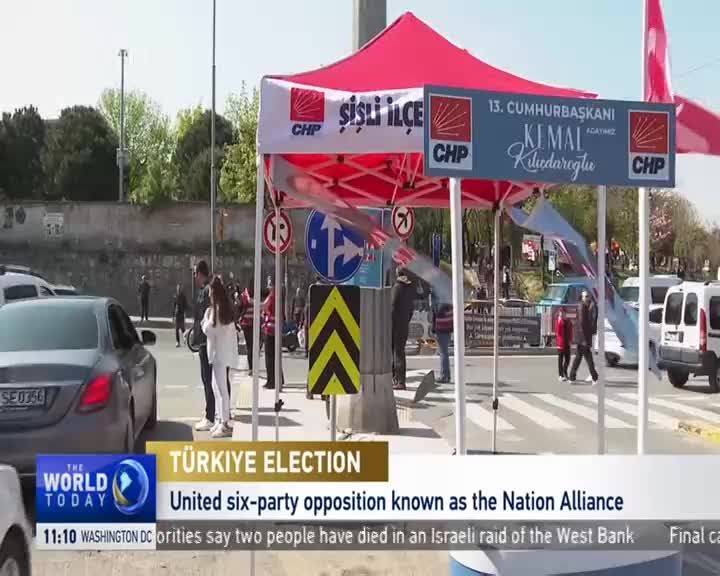 CHP
ŞİŞLİ İLÇE
CHP
13. CUMHURBAŞKANI
ADAYIMIZ
KEMAL
Kılıçdaroğlu
CHP
TÜRKIYE ELECTION
THE
WORLD
TODAY
United six-party opposition known as the Nation Alliance
11:10 WASHINGTON DC
orities say two people have died in an Israeli raid of the West Bank Final ca